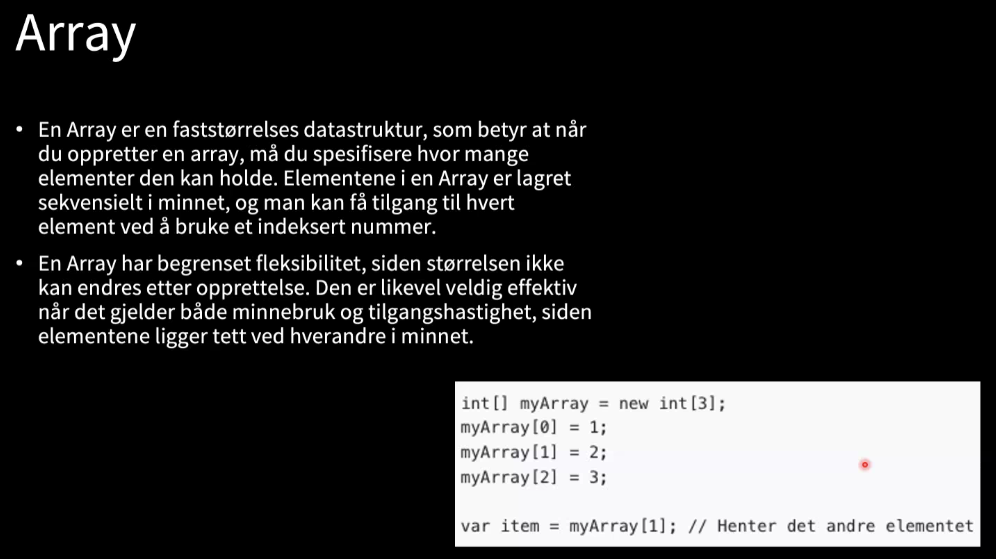 Array
• En Array er en faststørrelses datastruktur, som betyr at når
du oppretter en array, må du spesifisere hvor mange
elementer den kan holde. Elementene i en Array er lagret
sekvensielt i minnet, og man kan få tilgang til hvert
element ved å bruke et indeksert nummer.
• En Array har begrenset fleksibilitet, siden størrelsen ikke
kan endres etter opprettelse. Den er likevel veldig effektiv
når det gjelder både minnebruk og tilgangshastighet, siden
elementene ligger tett ved hverandre i minnet.
int[] myArray = new int[3];
myArray[0] = 1;
myArray[1] = 2;
myArray[2] = 3;
var item = myArray[1]; // Henter det andre elementet